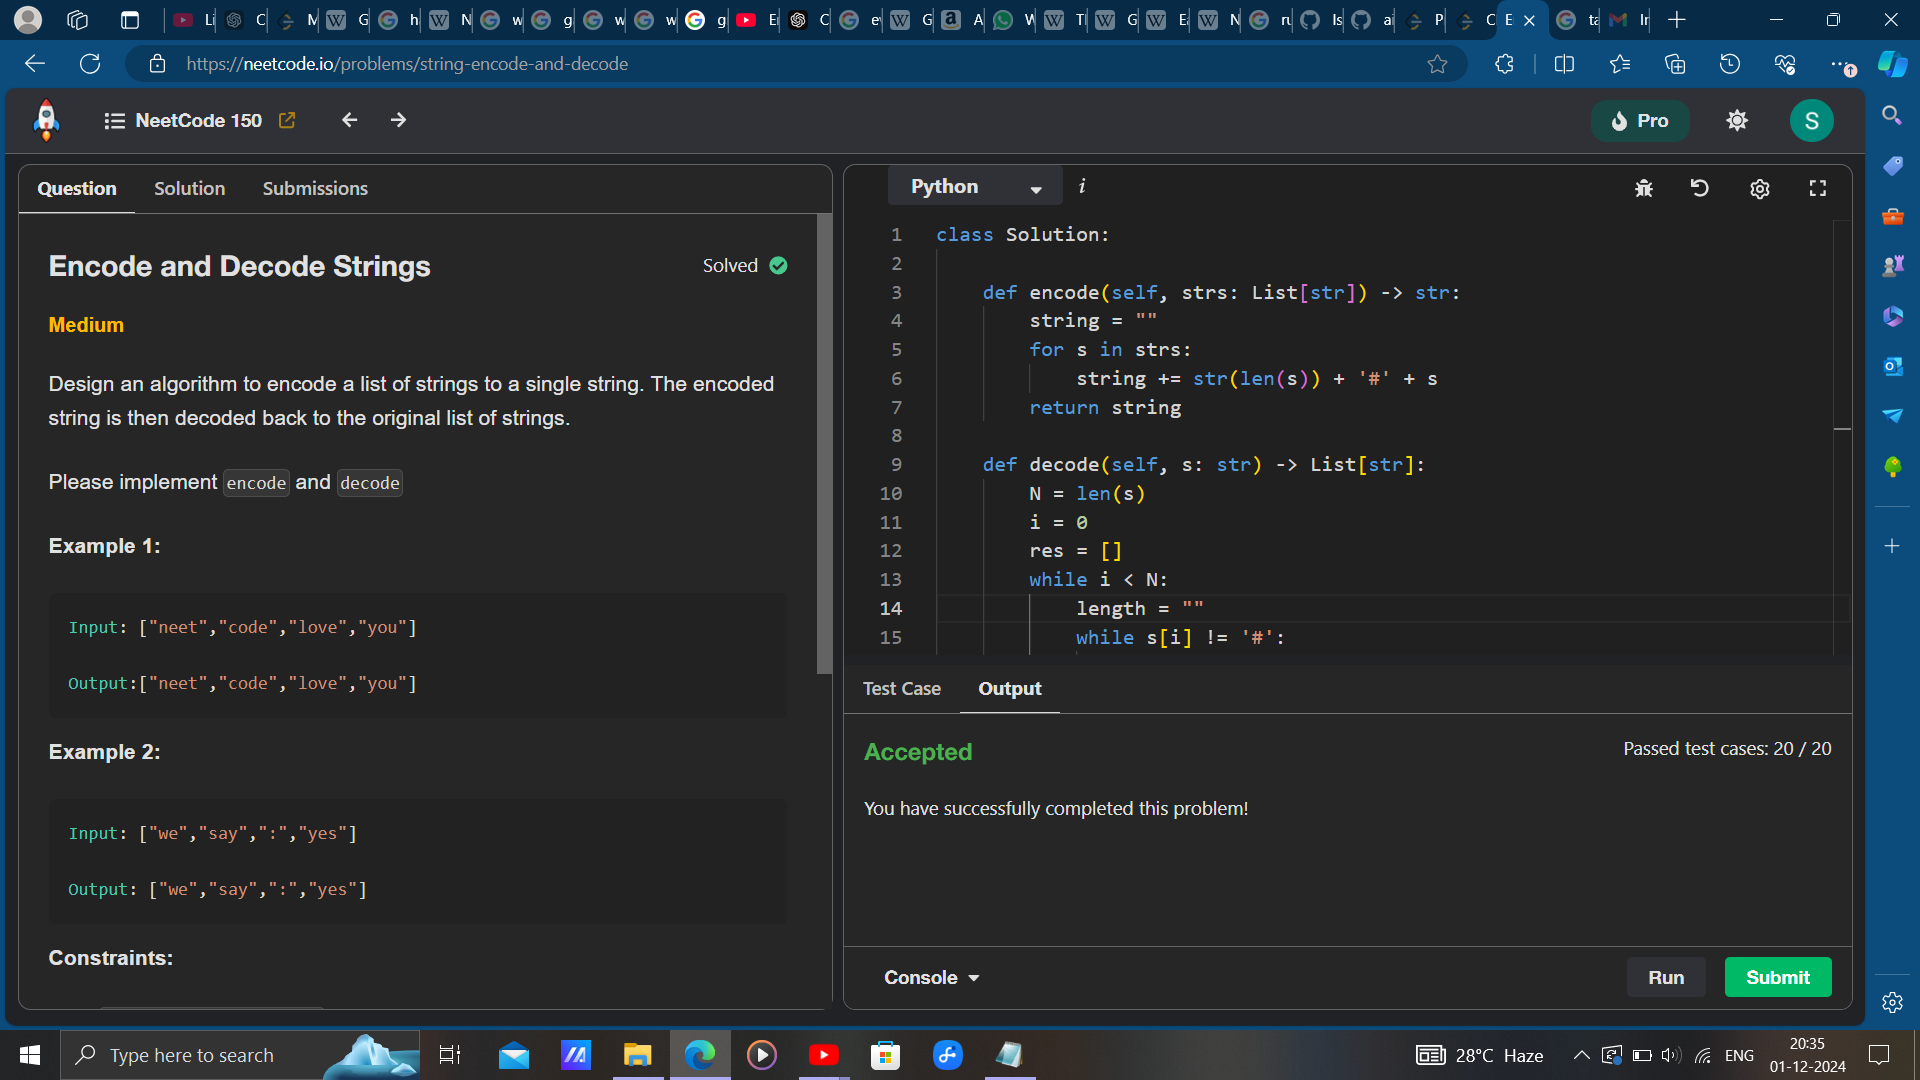 https://neetcode.io/problems/string-encode-and-decode
NeetCode 150
Pro
S
Question
Solution
Submissions
Encode and Decode Strings
Solved
Medium
Design an algorithm to encode a list of strings to a single string. The encoded
string is then decoded back to the original list of strings.
Please implement encode and decode
Example 1:
Input: ["neet","code","love","you"]
Output:["neet","code","love","you"]
Example 2:
Input: ["we","say",":","yes"]
Output: ["we","say",":","yes"]
Constraints:
Python
i
1 class Solution:
2
3 def encode(self, strs: List[str]) -> str:
4 string = ""
5 for s in strs:
6 string += str(len(s)) + '#' + s
7 return string
8
9 def decode(self, s: str) -> List[str]:
10 N = len(s)
11 i = 0
12 res = []
13 while i < N:
14 length = ""
15 while s[i] != '#':
Test Case
Output
Accepted
Passed test cases: 20 / 20
You have successfully completed this problem!
Console
Run
Submit
Type here to search
28°C Haze
ENG
20:35
01-12-2024